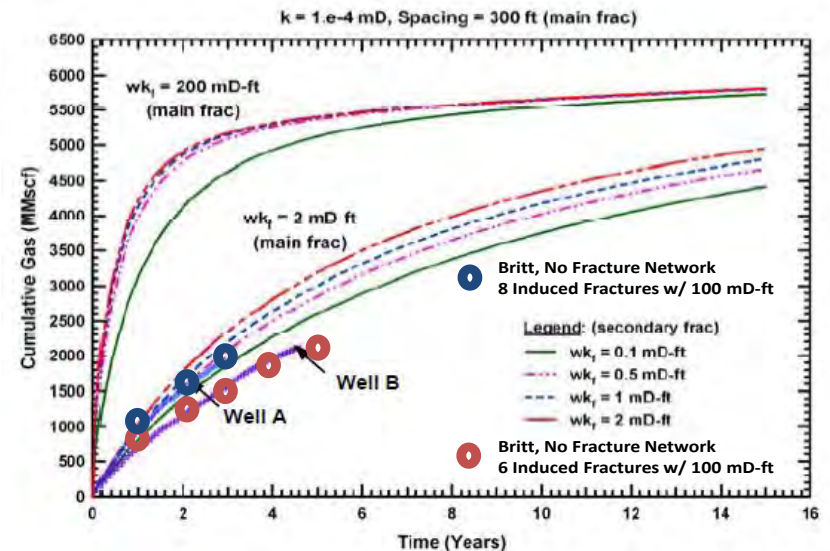 k = 1.e-4 mD, Spacing = 300 ft (main frac)
6500
6000
5500
5000
4500
4000
3500
3000
2500
2000
1500
1000
500
0
Cumulative Gas (MMscf)
wkf = 200 mD-ft
(main frac)
wkf = 2 mD ft
(main frac)
Britt, No Fracture Network
8 Induced Fractures w/ 100 mD-ft
Legend: (secondary frac)
wkf = 0.1 mD-ft
wkf = 0.5 mD-ft
wkf = 1 mD-ft
wkf = 2 mD-ft
Well B
Well A
Britt, No Fracture Network
6 Induced Fractures w/ 100 mD-ft
0 2 4 6 8 10 12 14 16
Time (Years)